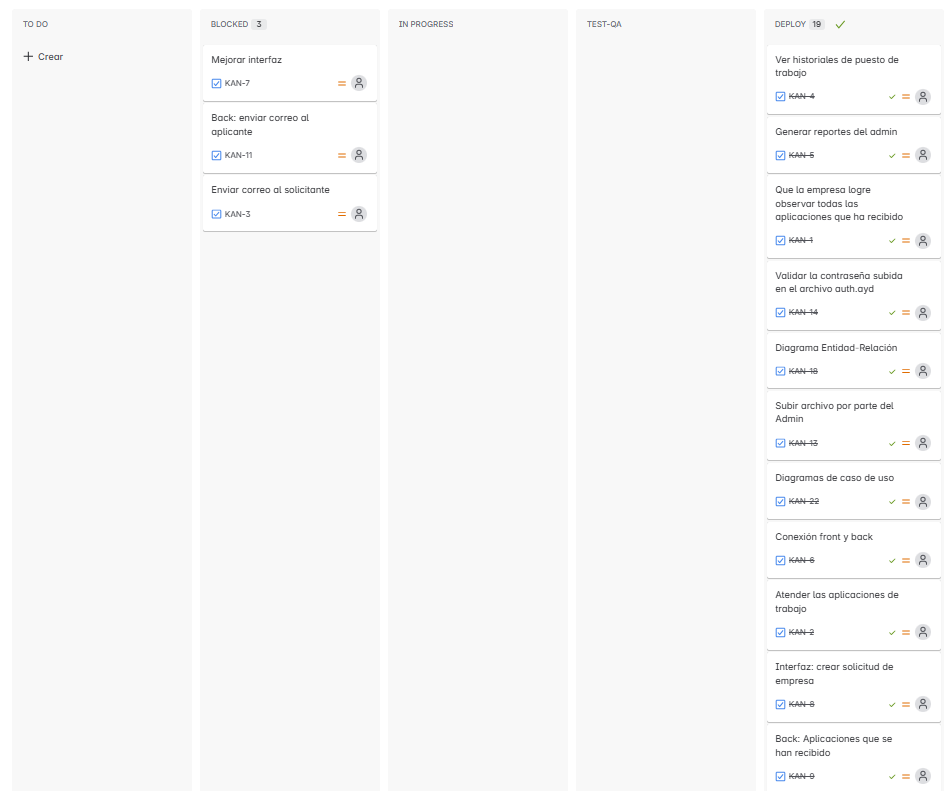 TO DO
Crear
BLOCKED 3
Mejorar interfaz
KAN-7
Back: enviar correo al
aplicante
KAN-11
Enviar correo al solicitante
KAN-3
IN PROGRESS
TEST-QA
DEPLOY 19
Ver historiales de puesto de
trabajo
KAN-4
Generar reportes del admin
KAN-5
Que la empresa logre
observar todas las
aplicaciones que ha recibido
KAN-1
Validar la contraseña subida
en el archivo auth.ayd
KAN-14
Diagrama Entidad-Relación
KAN-18
Subir archivo por parte del
Admin
KAN-13
Diagramas de caso de uso
KAN-22
Conexión front y back
KAN-6
Atender las aplicaciones de
trabajo
KAN-2
Interfaz: crear solicitud de
empresa
KAN-8
Back: Aplicaciones que se
han recibido
KAN-9